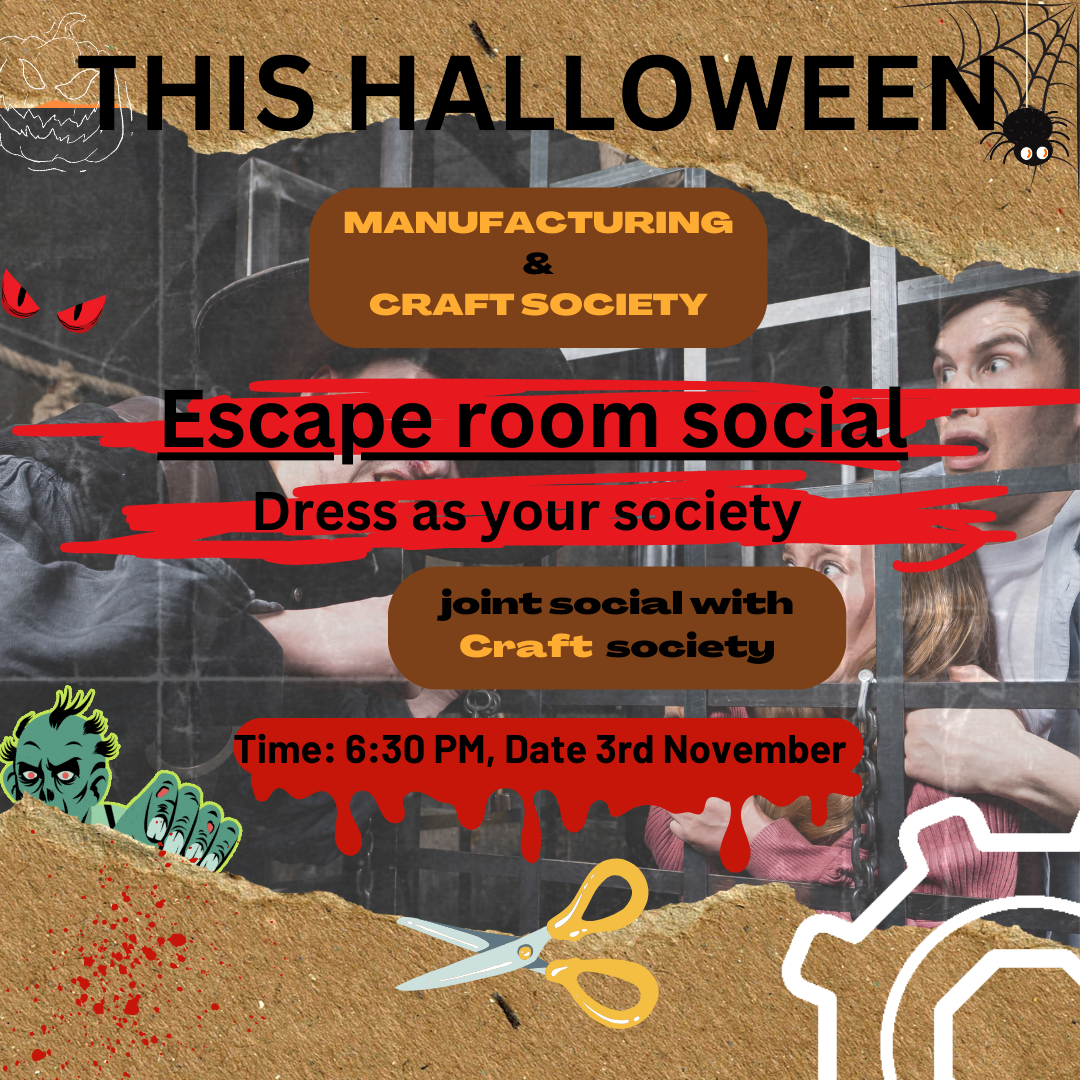 THIS HALLOWEEN
MANUFACTURING
&
CRAFT SOCIETY
Escape room social
Dress as your society
joint social with
Craft society
Time: 6:30 PM, Date 3rd November